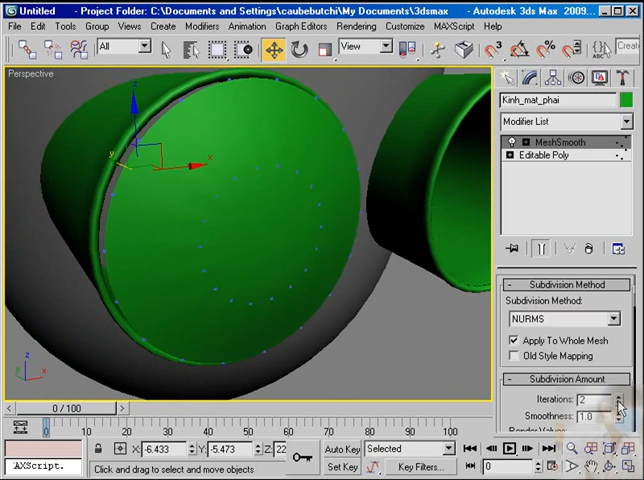 Untitled - Project Folder: C:\Documents and Settings\caubebutchi\My Documents\3dsmax - Autodesk 3ds Max 2009...
File Edit Tools Group Views Create Modifiers Animation Graph Editors Rendering Customize MAXScript Help
All View 3 Create
Perspective
z
y x
Kinh_mat_phai
Modifier List
MeshSmooth
Editable Poly
- Subdivision Method
Subdivision Method:
NURMS
Apply To Whole Mesh
Old Style Mapping
- Subdivision Amount
Iterations: 2
Smoothness: 1.0
z
x
< 0 / 100 >
0 10 20 30 40 50 60 70 80 90 100
X: -6.433 Y: -5.473 Z: 22
Auto Key Selected
AXScript. Click and drag to select and move objects
Set Key Key Filters... 0